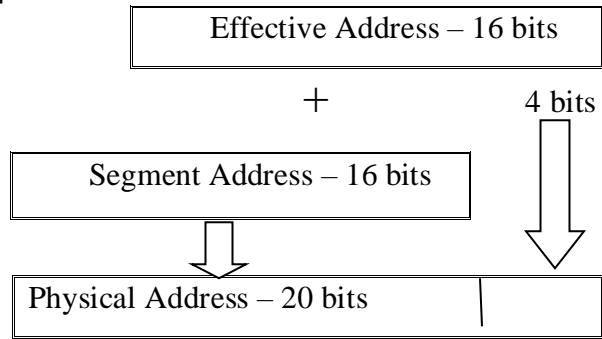 Effective Address – 16 bits
+
4 bits
Segment Address – 16 bits
Physical Address – 20 bits